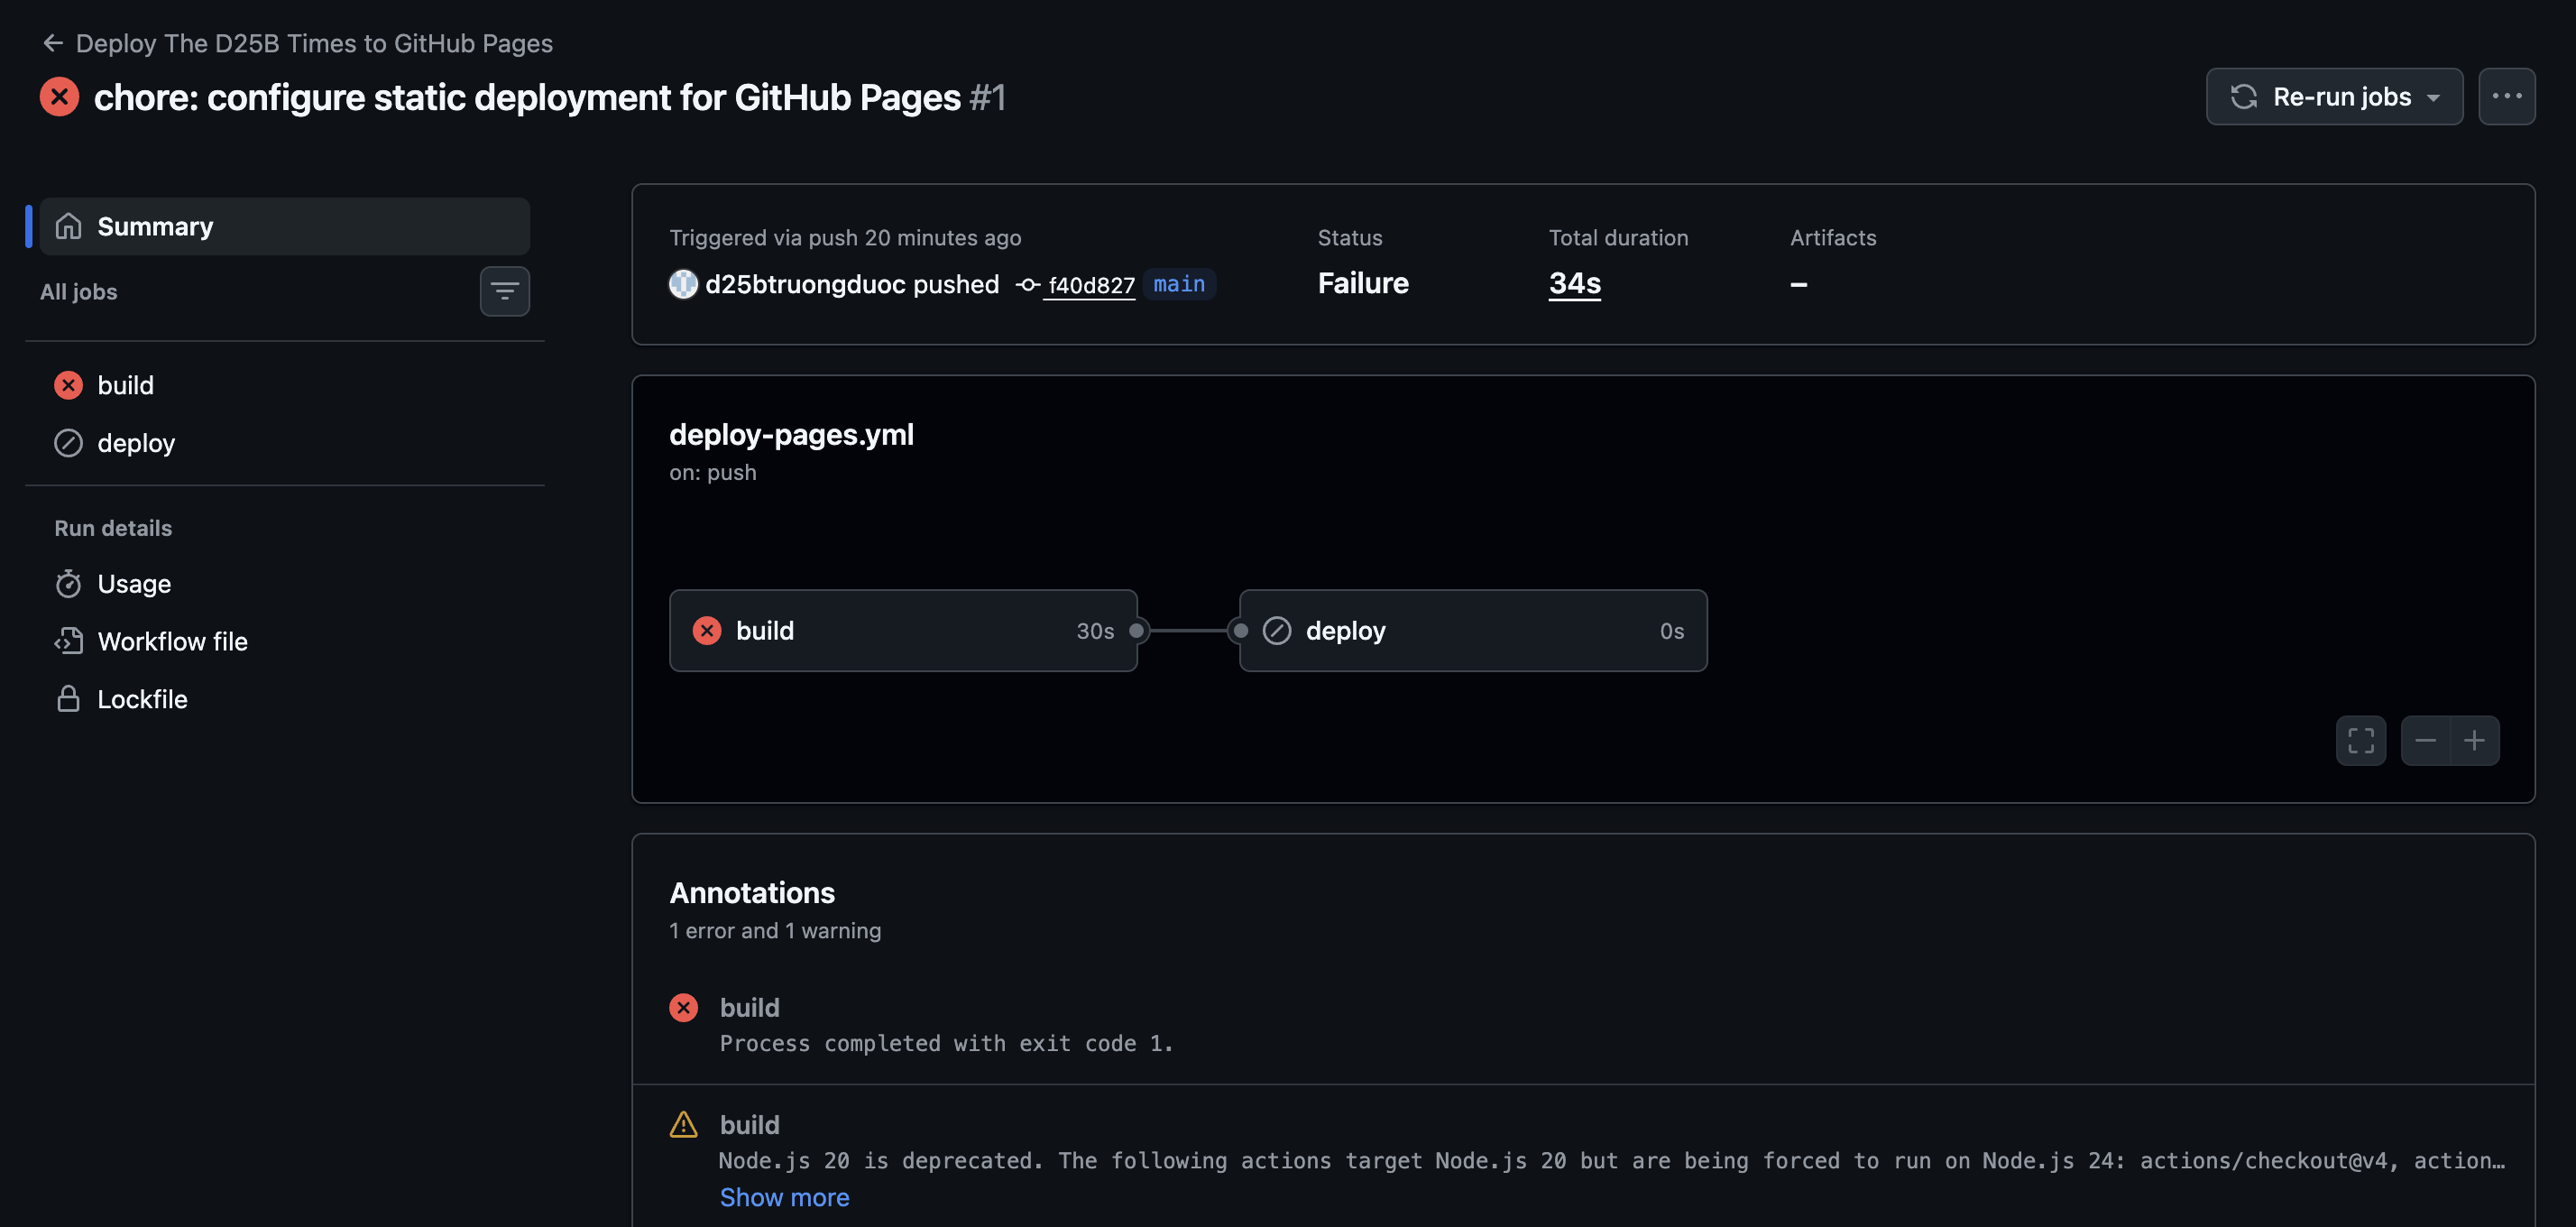 Deploy The D25B Times to GitHub Pages
chore: configure static deployment for GitHub Pages #1
Re-run jobs
Summary
All jobs
build
deploy
Run details
Usage
Workflow file
Lockfile
Triggered via push 20 minutes ago
d25btruongduoc pushed f40d827 main
Status
Failure
Total duration
34s
Artifacts
–
deploy-pages.yml
on: push
build 30s
deploy 0s
Annotations
1 error and 1 warning
build
Process completed with exit code 1.
build
Node.js 20 is deprecated. The following actions target Node.js 20 but are being forced to run on Node.js 24: actions/checkout@v4, action…
Show more